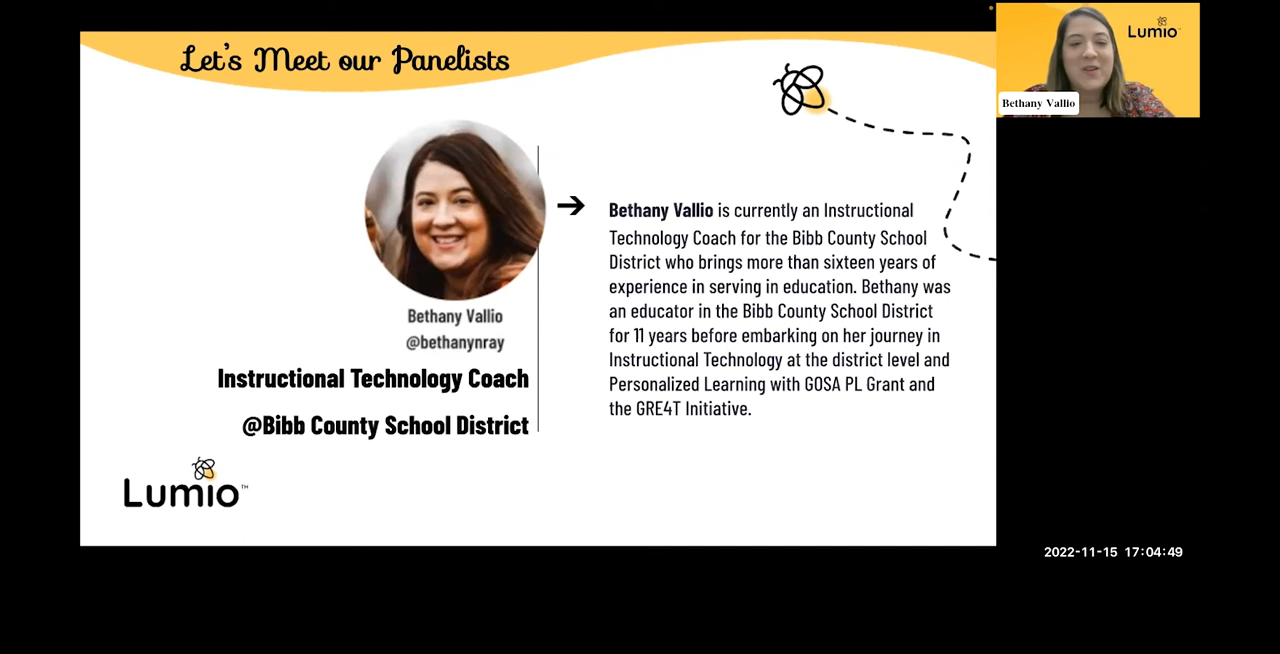 Let's Meet our Panelists
Lumio
Bethany Vallio
Bethany Vallio is currently an Instructional
Technology Coach for the Bibb County School
District who brings more than sixteen years of
experience in serving in education. Bethany was
an educator in the Bibb County School District
for 11 years before embarking on her journey in
Instructional Technology at the district level and
Personalized Learning with GOSA PL Grant and
the GRE4T Initiative.
Bethany Vallio
@bethanynray
Instructional Technology Coach
@Bibb County School District
Lumio™
2022-11-15 17:04:49